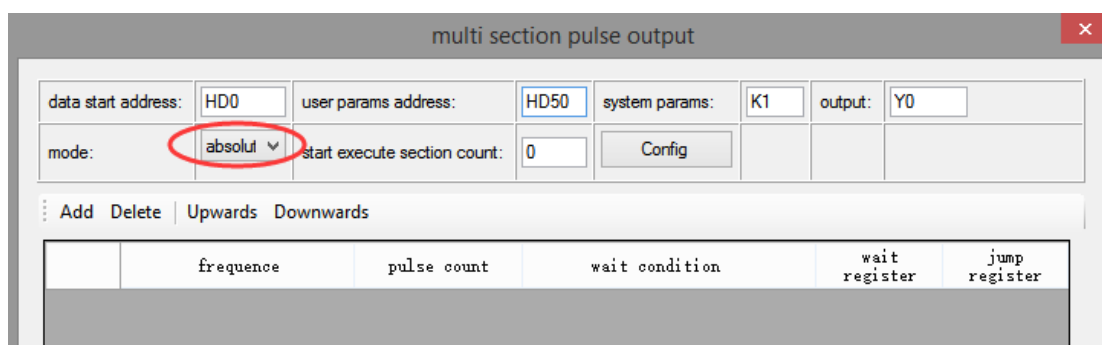 multi section pulse output
data start address: HD0 user params address: HD50 system params: K1 output: Y0
mode: absolut start execute section count: 0 Config
Add Delete Upwards Downwards
frequence pulse count wait condition wait register jump register